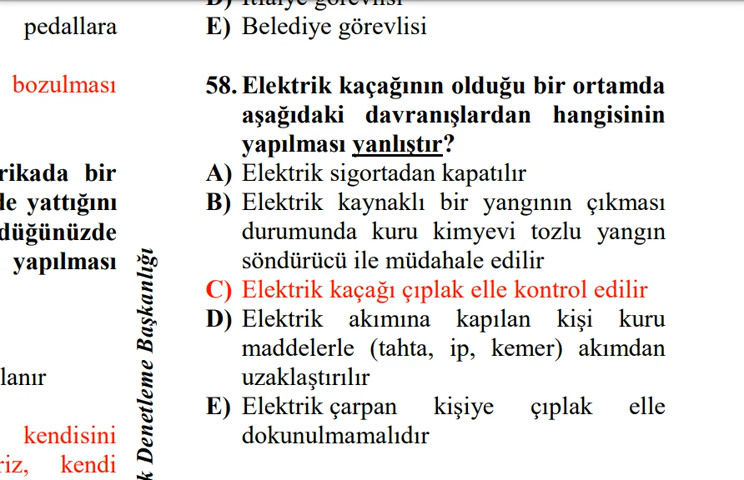 pedallara
bozulması
rikada bir
de yattığını
düğünüzde
yapılması
lanır
kendisini
riz, kendi
k Denetleme Başkanlığı
E) Belediye görevlisi
58. Elektrik kaçağının olduğu bir ortamda
aşağıdaki davranışlardan hangisinin
yapılması yanlıştır?
A) Elektrik sigortadan kapatılır
B) Elektrik kaynaklı bir yangının çıkması
durumunda kuru kimyevi tozlu yangın
söndürücü ile müdahale edilir
C) Elektrik kaçağı çıplak elle kontrol edilir
D) Elektrik akımına kapılan kişi kuru
maddelerle (tahta, ip, kemer) akımdan
uzaklaştırılır
E) Elektrik çarpan kişiye çıplak elle
dokunulmamalıdır